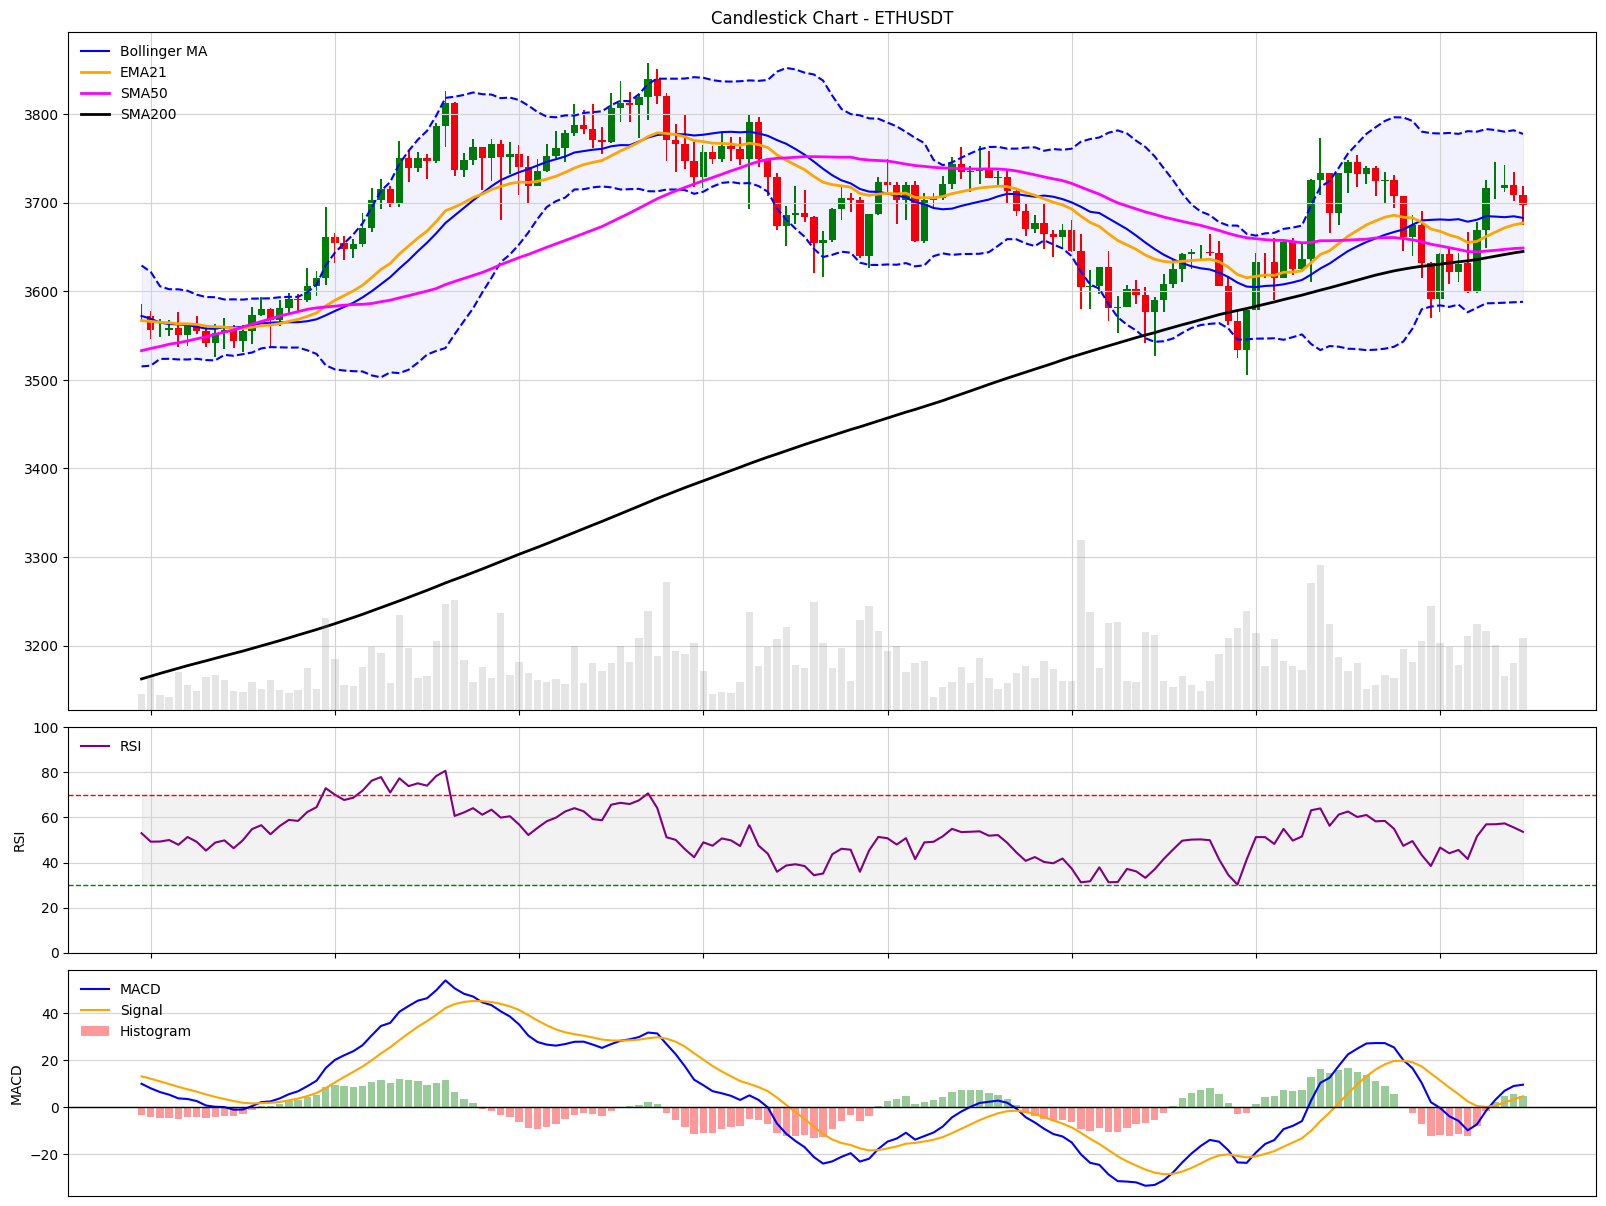 Candlestick Chart - ETHUSDT
Bollinger MA
EMA21
SMA50
SMA200
3800
3700
3600
3500
3400
3300
3200
RSI
100
80
60
40
20
0
RSI
MACD
Signal
Histogram
40
20
0
−20
MACD